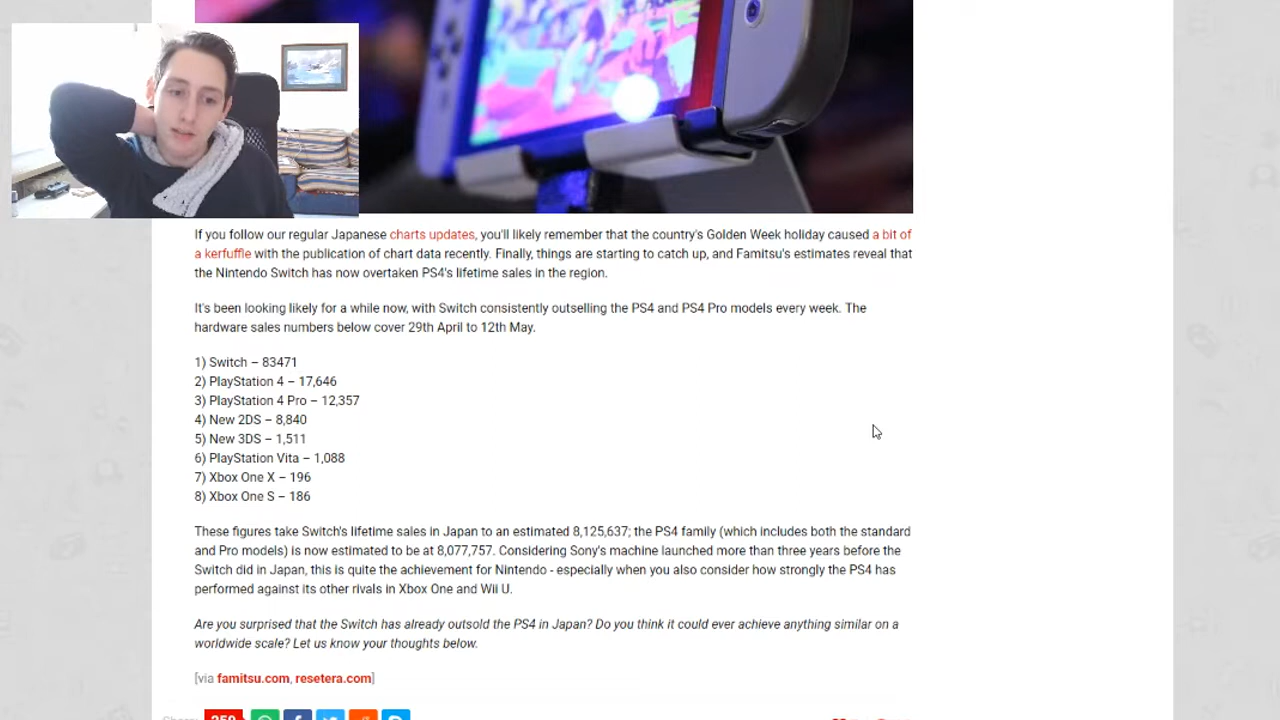 If you follow our regular Japanese charts updates, you'll likely remember that the country's Golden Week holiday caused a bit of
a kerfuffle with the publication of chart data recently. Finally, things are starting to catch up, and Famitsu's estimates reveal that
the Nintendo Switch has now overtaken PS4's lifetime sales in the region.
It's been looking likely for a while now, with Switch consistently outselling the PS4 and PS4 Pro models every week. The
hardware sales numbers below cover 29th April to 12th May.
1) Switch – 83471
2) PlayStation 4 – 17,646
3) PlayStation 4 Pro – 12,357
4) New 2DS – 8,840
5) New 3DS – 1,511
6) PlayStation Vita – 1,088
7) Xbox One X – 196
8) Xbox One S – 186
These figures take Switch's lifetime sales in Japan to an estimated 8,125,637; the PS4 family (which includes both the standard
and Pro models) is now estimated to be at 8,077,757. Considering Sony's machine launched more than three years before the
Switch did in Japan, this is quite the achievement for Nintendo - especially when you also consider how strongly the PS4 has
performed against its other rivals in Xbox One and Wii U.
Are you surprised that the Switch has already outsold the PS4 in Japan? Do you think it could ever achieve anything similar on a
worldwide scale? Let us know your thoughts below.
[via famitsu.com, resetera.com]